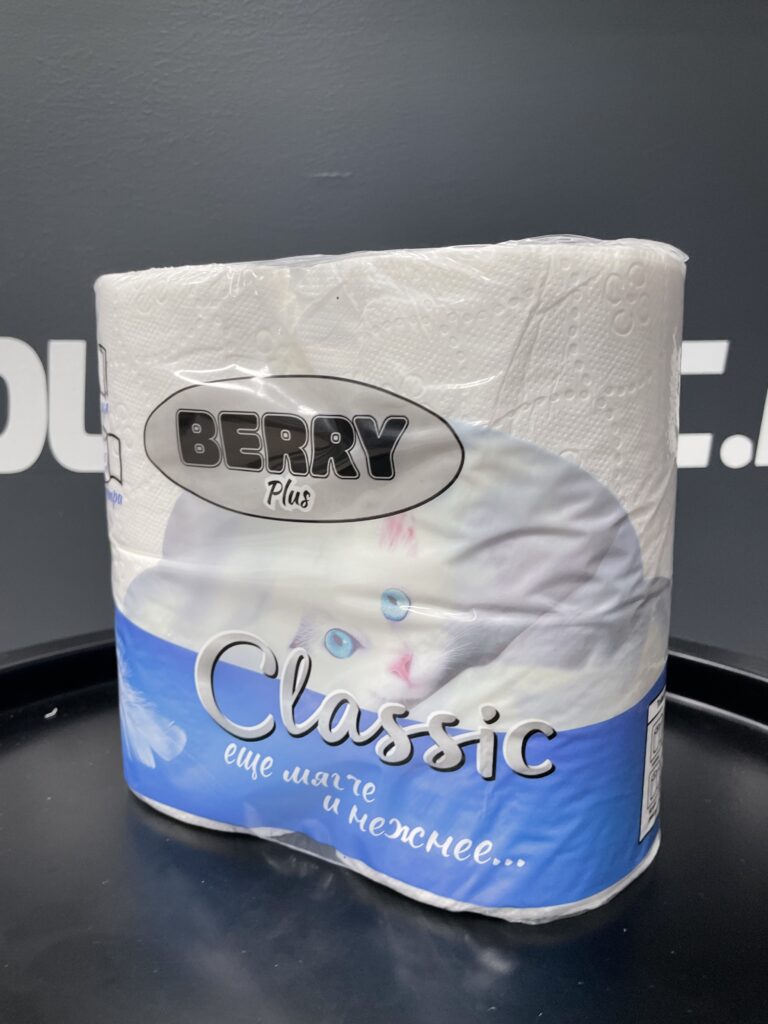 BERRY
Plus
Classic
еще мягче
и нежнее...